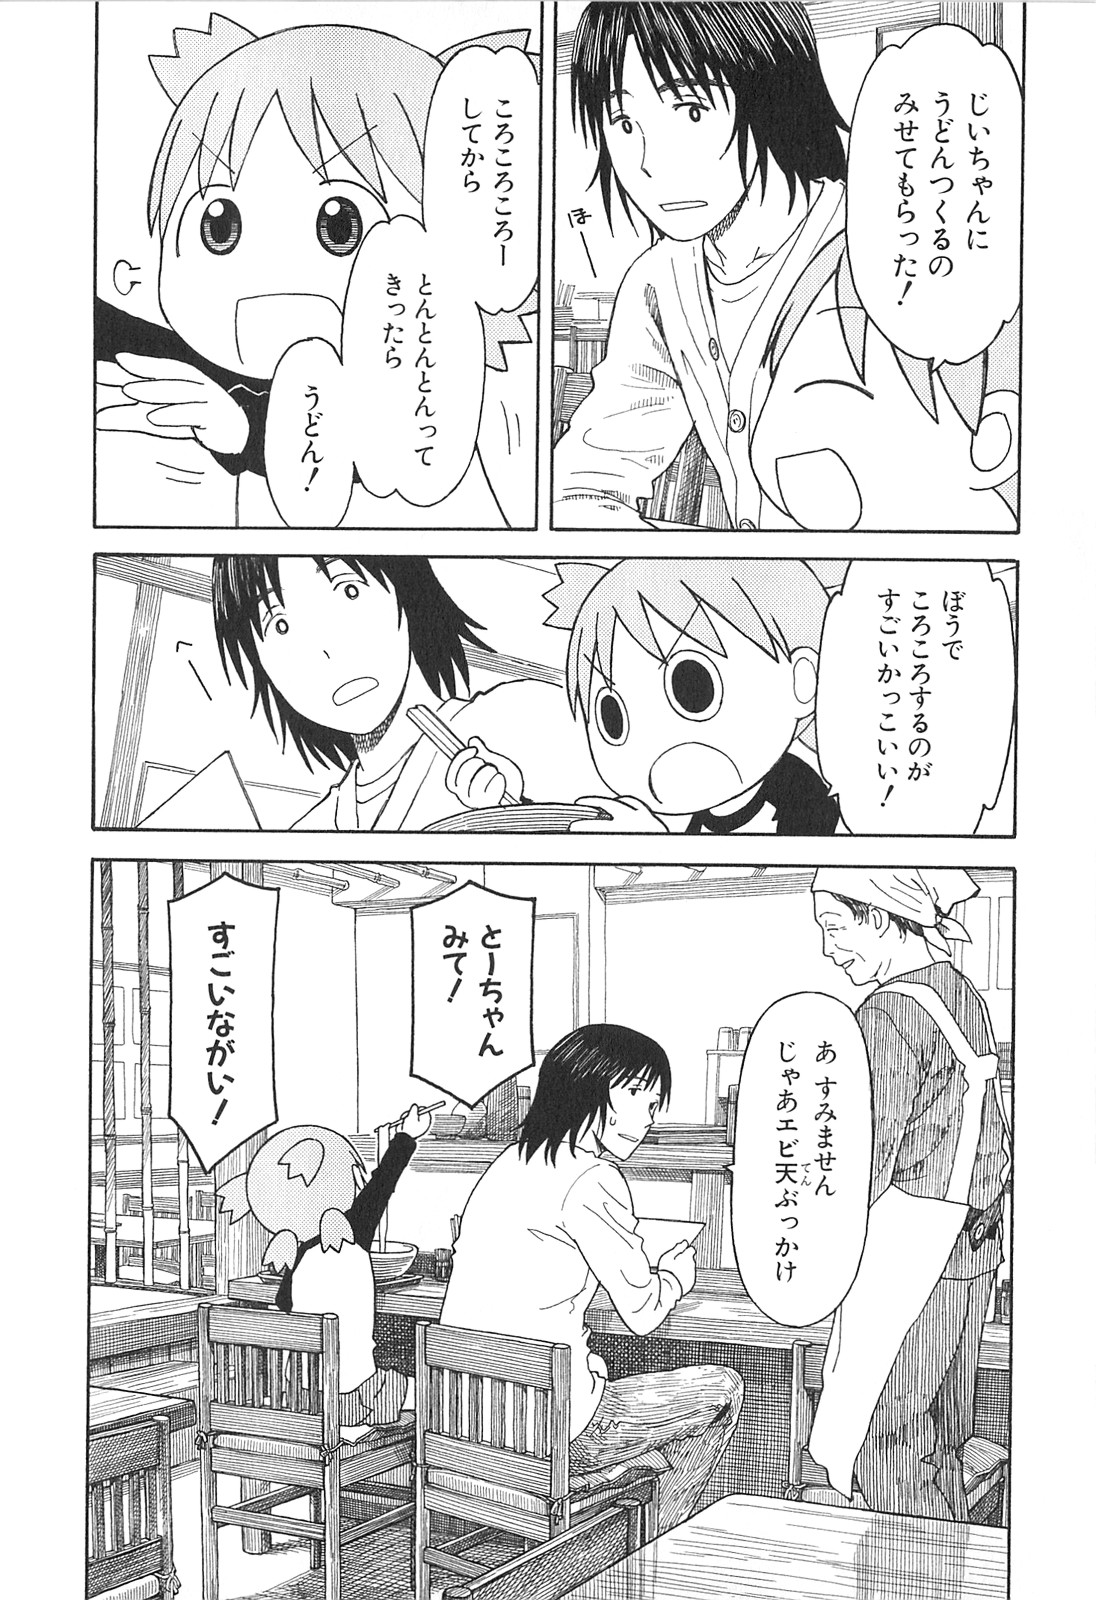 じいちゃんに
うどんつくるの
みせてもらった！
ほー
ころころころー
してから
とんとんとんって
きったら
うどん！
ぼうで
ころころするのが
すごいかっこいい！
へー
あ すみません
じゃあエビ天ぶっかけ
てん
とーちゃん
みて！
すごいながい！